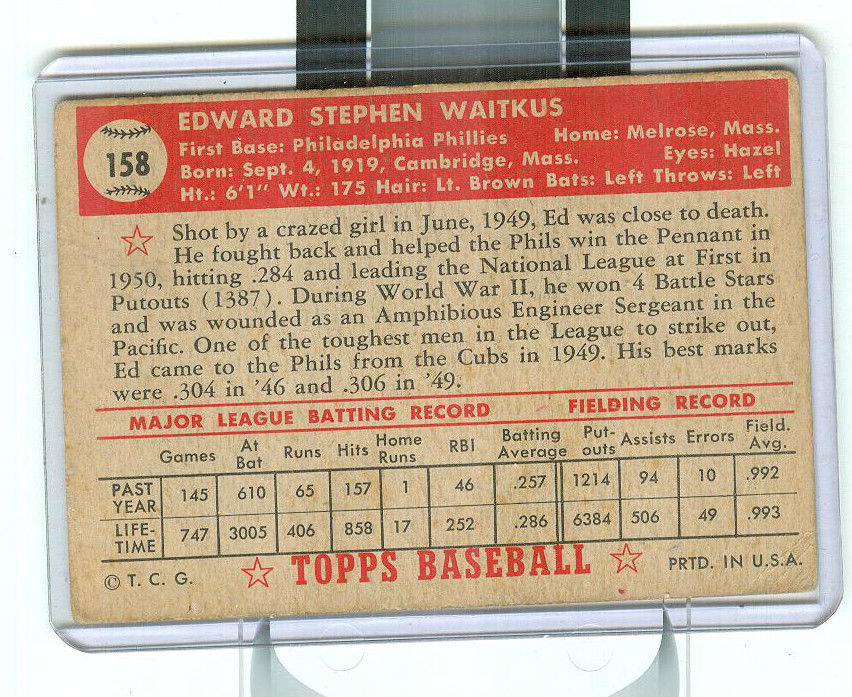 158
EDWARD STEPHEN WAITKUS
First Base: Philadelphia Phillies Home: Melrose, Mass.
Born: Sept. 4, 1919, Cambridge, Mass. Eyes: Hazel
Ht.: 6'1" Wt.: 175 Hair: Lt. Brown Bats: Left Throws: Left
Shot by a crazed girl in June, 1949, Ed was close to death.
He fought back and helped the Phils win the Pennant in
1950, hitting .284 and leading the National League at First in
Putouts (1387). During World War II, he won 4 Battle Stars
and was wounded as an Amphibious Engineer Sergeant in the
Pacific. One of the toughest men in the League to strike out,
Ed came to the Phils from the Cubs in 1949. His best marks
were .304 in '46 and .306 in '49.
MAJOR LEAGUE BATTING RECORD FIELDING RECORD
Games At Bat Runs Hits Home Runs RBI Batting Average Put-outs Assists Errors Field. Avg.
PAST YEAR 145 610 65 157 1 46 .257 1214 94 10 .992
LIFE-TIME 747 3005 406 858 17 252 .286 6384 506 49 .993
© T. C. G. TOPPS BASEBALL PRTD. IN U.S.A.